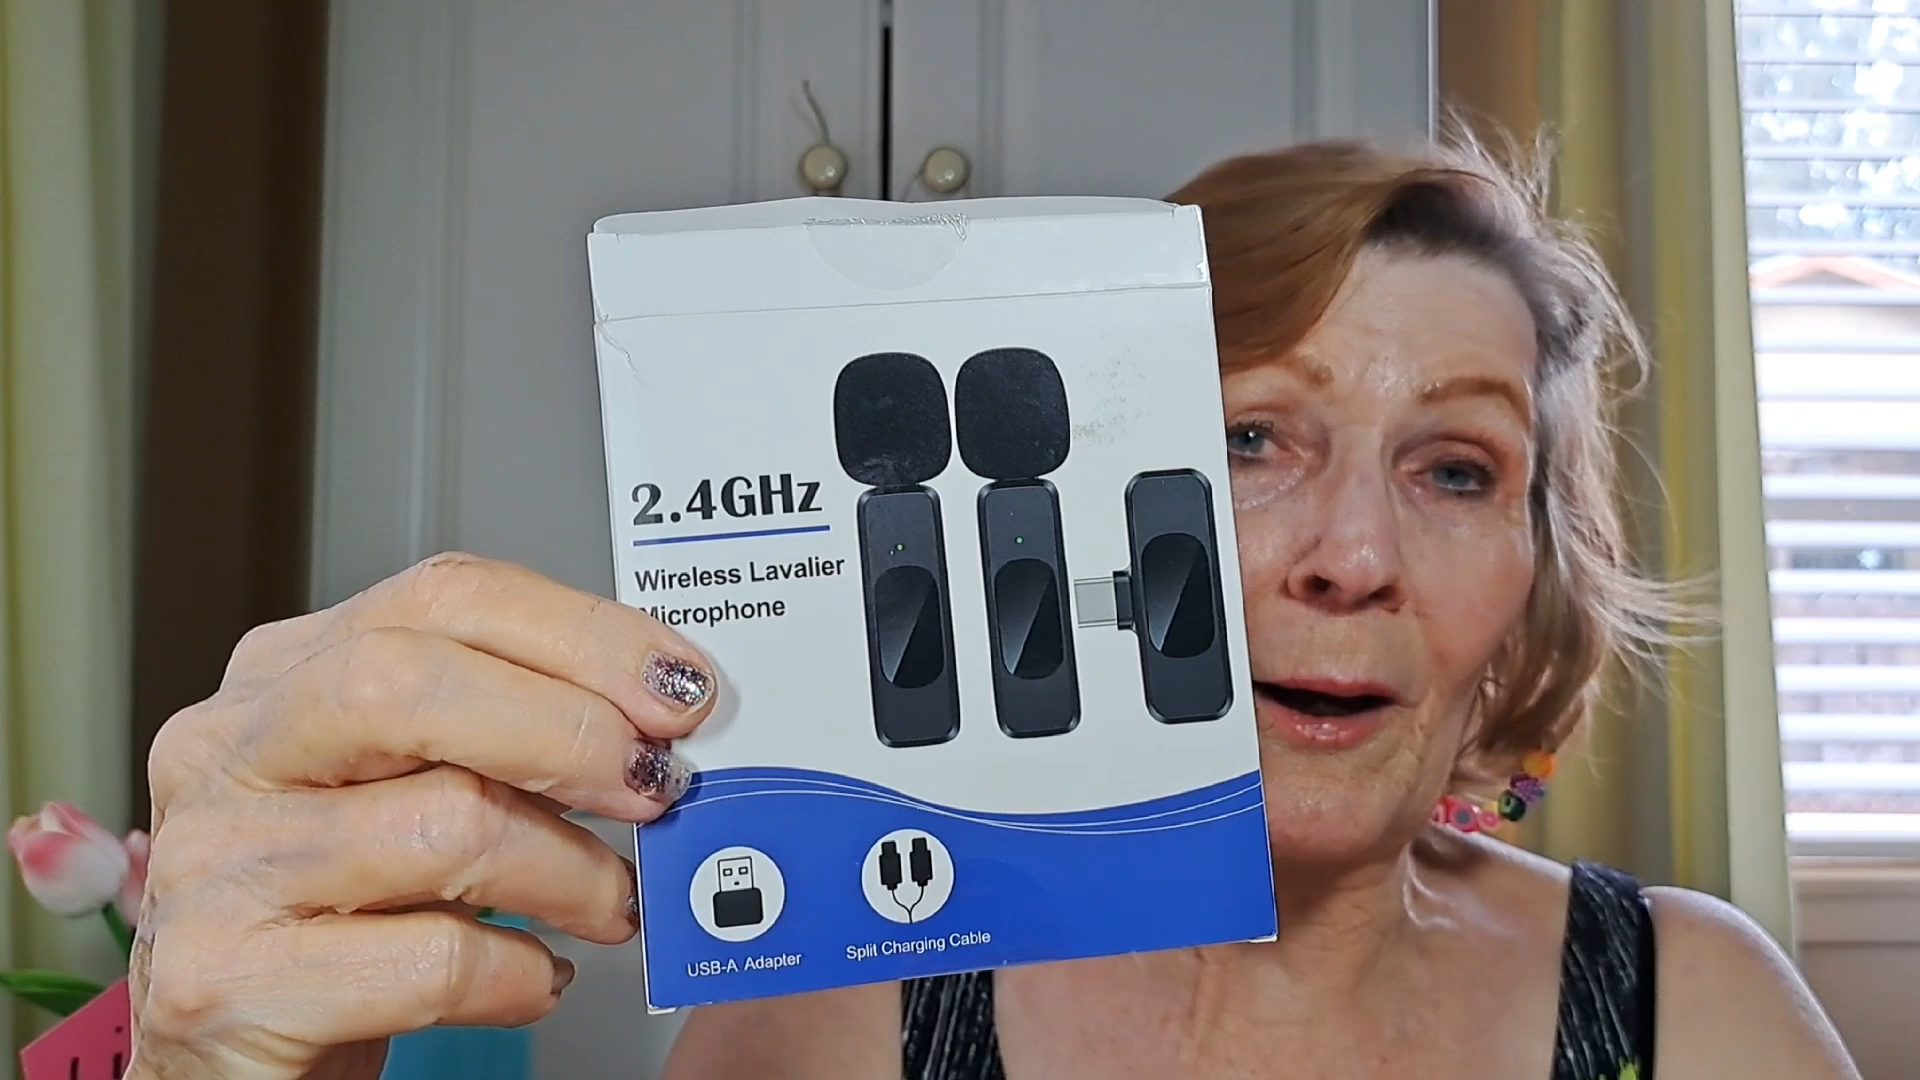 2.4GHz
Wireless Lavalier
Microphone
USB-A Adapter
Split Charging Cable